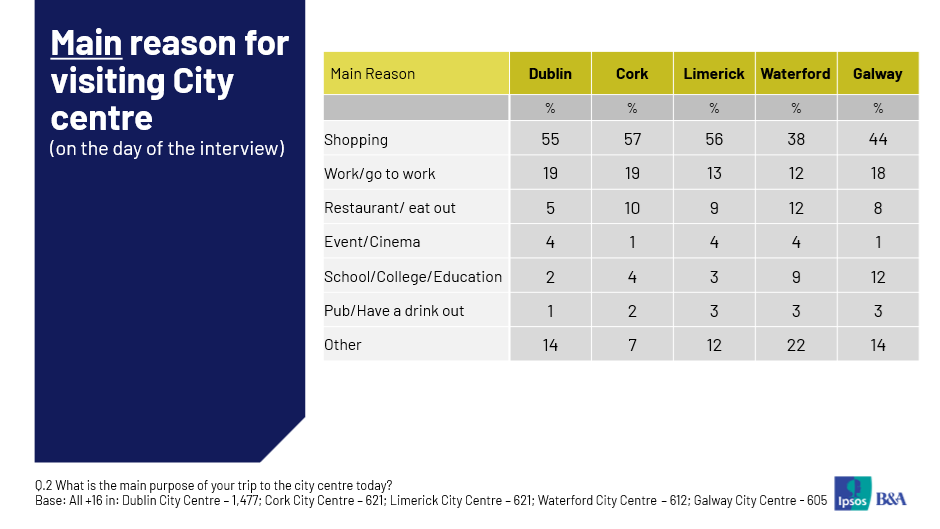 Main reason for
visiting City
centre
(on the day of the interview)
Main Reason Dublin Cork Limerick Waterford Galway
% % % % %
Shopping 55 57 56 38 44
Work/go to work 19 19 13 12 18
Restaurant/ eat out 5 10 9 12 8
Event/Cinema 4 1 4 4 1
School/College/Education 2 4 3 9 12
Pub/Have a drink out 1 2 3 3 3
Other 14 7 12 22 14
Q.2 What is the main purpose of your trip to the city centre today?
Base: All +16 in: Dublin City Centre – 1,477; Cork City Centre – 621; Limerick City Centre – 621; Waterford City Centre – 612; Galway City Centre - 605
Ipsos B&A